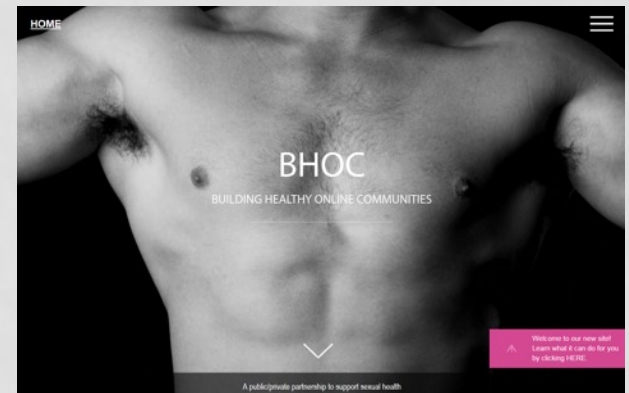 HOME
BHOC
BUILDING HEALTHY ONLINE COMMUNITIES
Welcome to our new site!
Learn what it can do for you
by clicking HERE.
A public/private partnership to support sexual health